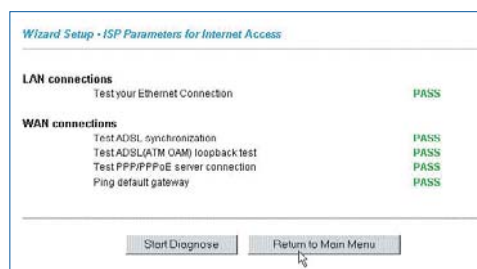 Wizard Setup - ISP Parameters for Internet Access
LAN connections
Test your Ethernet Connection PASS
WAN connections
Test ADSL synchronization PASS
Test ADSL(ATM OAM) loopback test PASS
Test PPP/PPPoE server connection PASS
Ping default gateway PASS
Start Diagnose Return to Main Menu